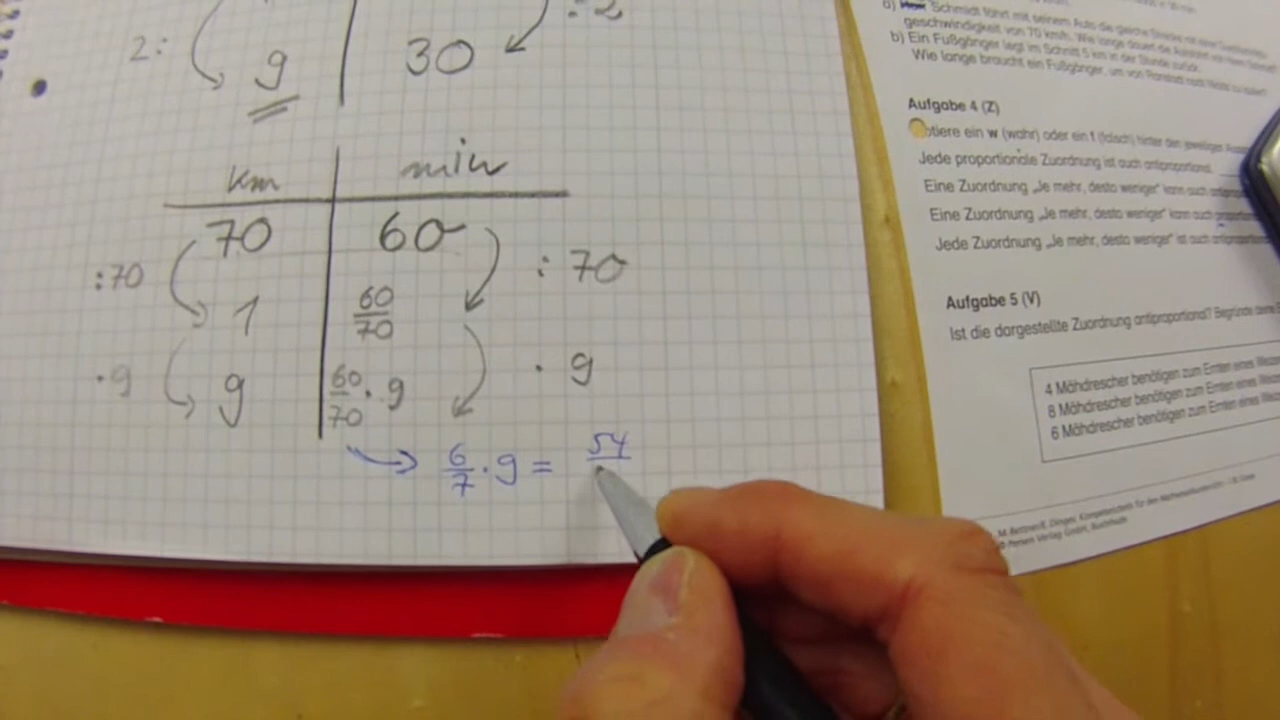 2:
:2
9
30
km
min
70
60
:70
:70
1
60/70
·9
9
60/70 · 9
· 9
6/7 · 9 = 54
a) Schmidt fährt mit seinem Auto die gleiche Strecke mit einer
geschwindigkeit von 70 km/h. Wie lange dauert die
b) Ein Fußgänger legt im Schnitt 5 km in der Stunde zurück.
Wie lange braucht ein Fußgänger, um von
Aufgabe 4 (Z)
otiere ein w (wahr) oder ein f (falsch) hinter den jeweiligen
Jede proportionale Zuordnung ist auch antiproportional.
Eine Zuordnung „Je mehr, desto weniger" kann auch
Eine Zuordnung „Je mehr, desto weniger" kann auch
Jede Zuordnung „Je mehr, desto weniger" ist auch
Aufgabe 5 (V)
Ist die dargestellte Zuordnung antiproportional? Begründe
4 Mähdrescher benötigen zum Ernten eines
8 Mähdrescher benötigen zum Ernten eines
6 Mähdrescher benötigen zum Ernten eines
© Persen Verlag GmbH, Buxtehude